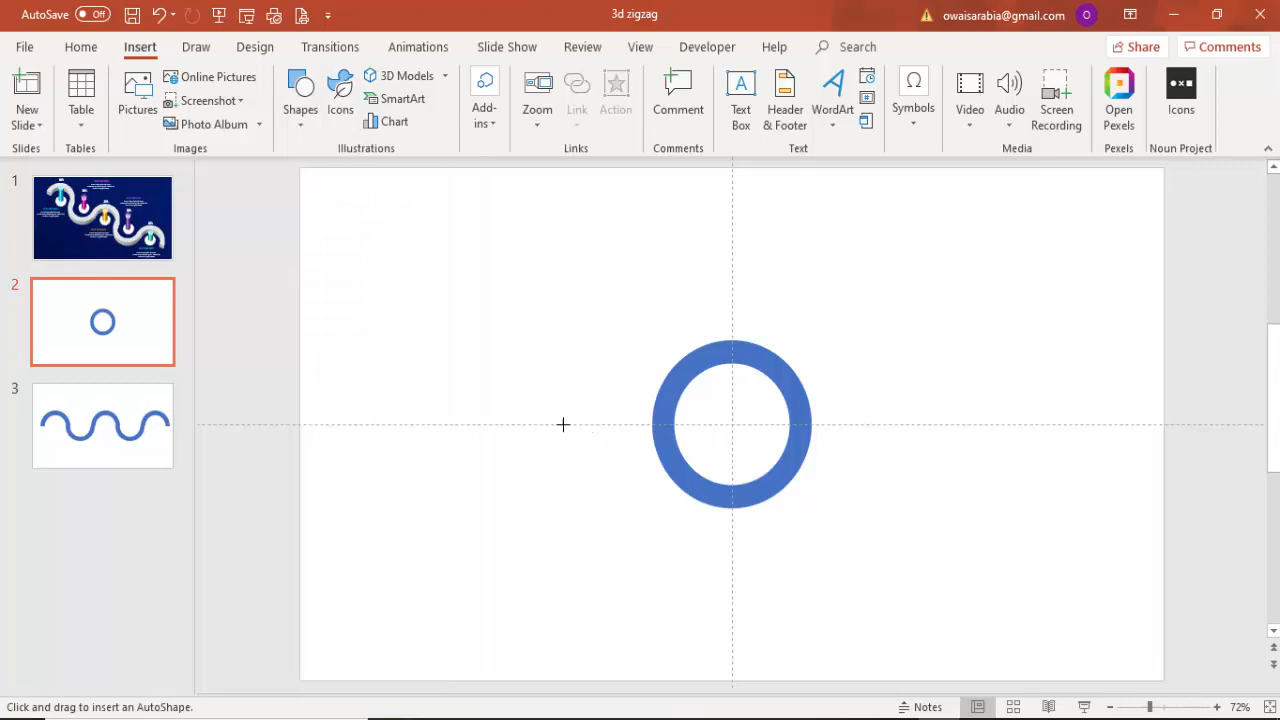 AutoSave Off 3d zigzag owaisarabia@gmail.com O
File Home Insert Draw Design Transitions Animations Slide Show Review View Developer Help Search Share Comments
New Slide
Table
Pictures
Online Pictures
Screenshot
Photo Album
Shapes
Icons
3D Models
SmartArt
Chart
Add-ins
Zoom
Link
Action
Comment
Text Box
Header & Footer
WordArt
Symbols
Video
Audio
Screen Recording
Open Pexels
Icons
Slides Tables Images Illustrations Links Comments Text Media Pexels Noun Project
1
2
3
Click and drag to insert an AutoShape. Notes 72%